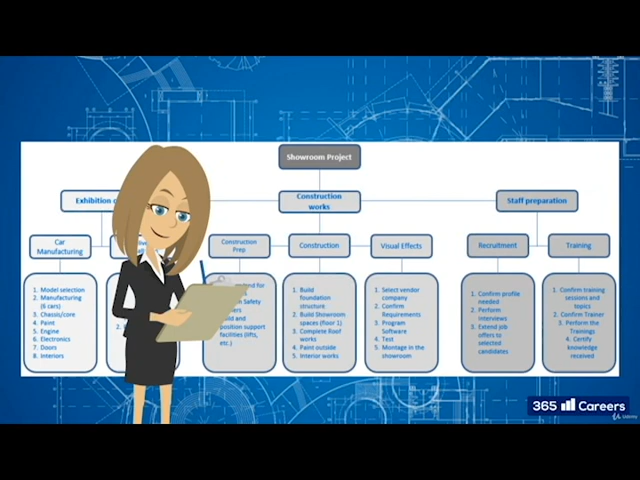 Showroom Project
Exhibition
Construction
works
Staff preparation
Car
Manufacturing
Construction
Prep
Construction
Visual Effects
Recruitment
Training
1. Model selection
2. Manufacturing
(6 cars)
3. Chassis/core
4. Paint
5. Engine
6. Electronics
7. Doors
8. Interiors
for
Safety
support
facilities (lifts,
etc.)
1. Build
foundation
structure
2. Build Showroom
spaces (floor 1)
3. Complete Roof
works
4. Paint outside
5. Interior works
1. Select vendor
company
2. Confirm
Requirements
3. Program
Software
4. Test
5. Montage in the
showroom
1. Confirm profile
needed
2. Perform
interviews
3. Extend job
offers to
selected
candidates
1. Confirm training
sessions and
topics
2. Confirm Trainer
3. Perform the
Trainings
4. Certify
knowledge
received
365 Careers
Udemy